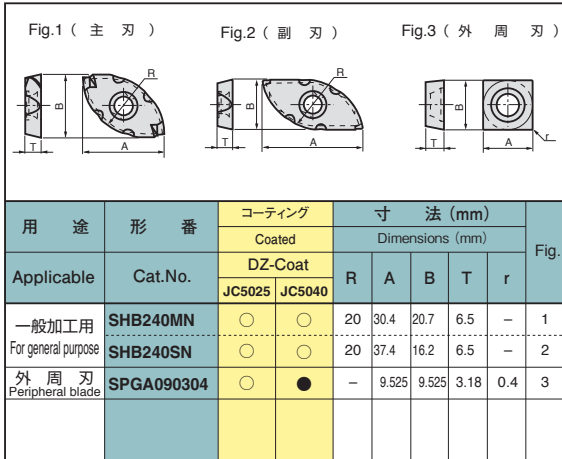 Fig.1 ( 主 刃 )
Fig.2 ( 副 刃 )
Fig.3 ( 外 周 刃 )
R
B
T
A
R
B
T
A
B
T
A
r
用 途 形 番 コーティング 寸 法 (mm) Fig.
Coated Dimensions (mm)
Applicable Cat.No. DZ-Coat R A B T r
JC5025 JC5040
一般加工用 SHB240MN ○ ○ 20 30.4 20.7 6.5 − 1
For general purpose SHB240SN ○ ○ 20 37.4 16.2 6.5 − 2
外 周 刃 SPGA090304 ○ ● − 9.525 9.525 3.18 0.4 3
Peripheral blade